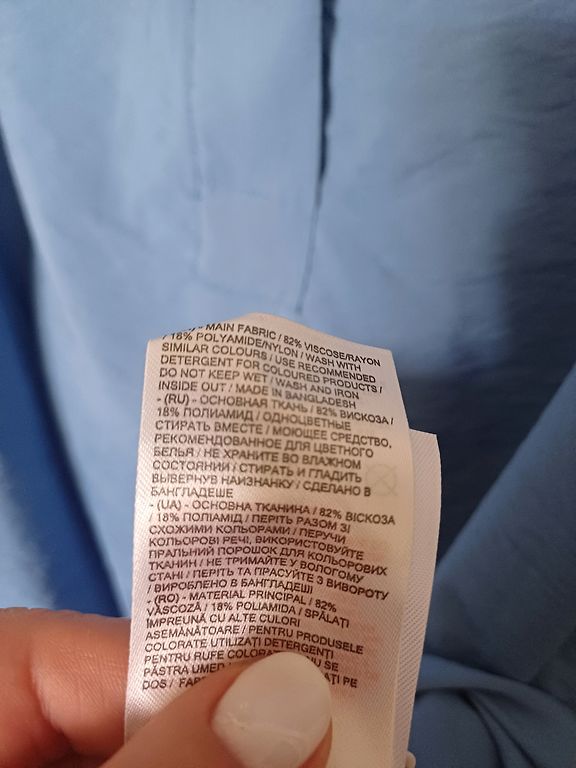 - MAIN FABRIC / 82% VISCOSE/RAYON
/ 18% POLYAMIDE/NYLON / WASH WITH
SIMILAR COLOURS / USE RECOMMENDED
DETERGENT FOR COLOURED PRODUCTS /
DO NOT KEEP WET / WASH AND IRON
INSIDE OUT / MADE IN BANGLADESH
- (RU) - ОСНОВНАЯ ТКАНЬ / 82% ВИСКОЗА /
18% ПОЛИАМИД / ОДНОЦВЕТНЫЕ
СТИРАТЬ ВМЕСТЕ / МОЮЩЕЕ СРЕДСТВО,
РЕКОМЕНДОВАННОЕ ДЛЯ ЦВЕТНОГО
БЕЛЬЯ / НЕ ХРАНИТЕ ВО ВЛАЖНОМ
СОСТОЯНИИ / СТИРАТЬ И ГЛАДИТЬ
ВЫВЕРНУВ НАИЗНАНКУ / СДЕЛАНО В
БАНГЛАДЕШЕ
- (UA) - ОСНОВНА ТКАНИНА / 82% ВІСКОЗА
/ 18% ПОЛІАМІД / ПЕРІТЬ РАЗОМ ЗІ
СХОЖИМИ КОЛЬОРАМИ / ПЕРУЧИ
КОЛЬОРОВІ РЕЧІ, ВИКОРИСТОВУЙТЕ
ПРАЛЬНИЙ ПОРОШОК ДЛЯ КОЛЬОРОВИХ
ТКАНИН / НЕ ТРИМАЙТЕ У ВОЛОГОМУ
СТАНІ / ПЕРІТЬ ТА ПРАСУЙТЕ З ВИВОРОТУ
/ ВИРОБЛЕНО В БАНГЛАДЕШІ
- (RO) - MATERIAL PRINCIPAL / 82%
VÂSCOZĂ / 18% POLIAMIDA / SPĂLAȚI
ÎMPREUNĂ CU ALTE CULORI
ASEMĂNĂTOARE / PENTRU PRODUSELE
COLORATE UTILIZAȚI DETERGENȚI
PENTRU RUFE SE
PĂSTRA UMED PE
DOS /